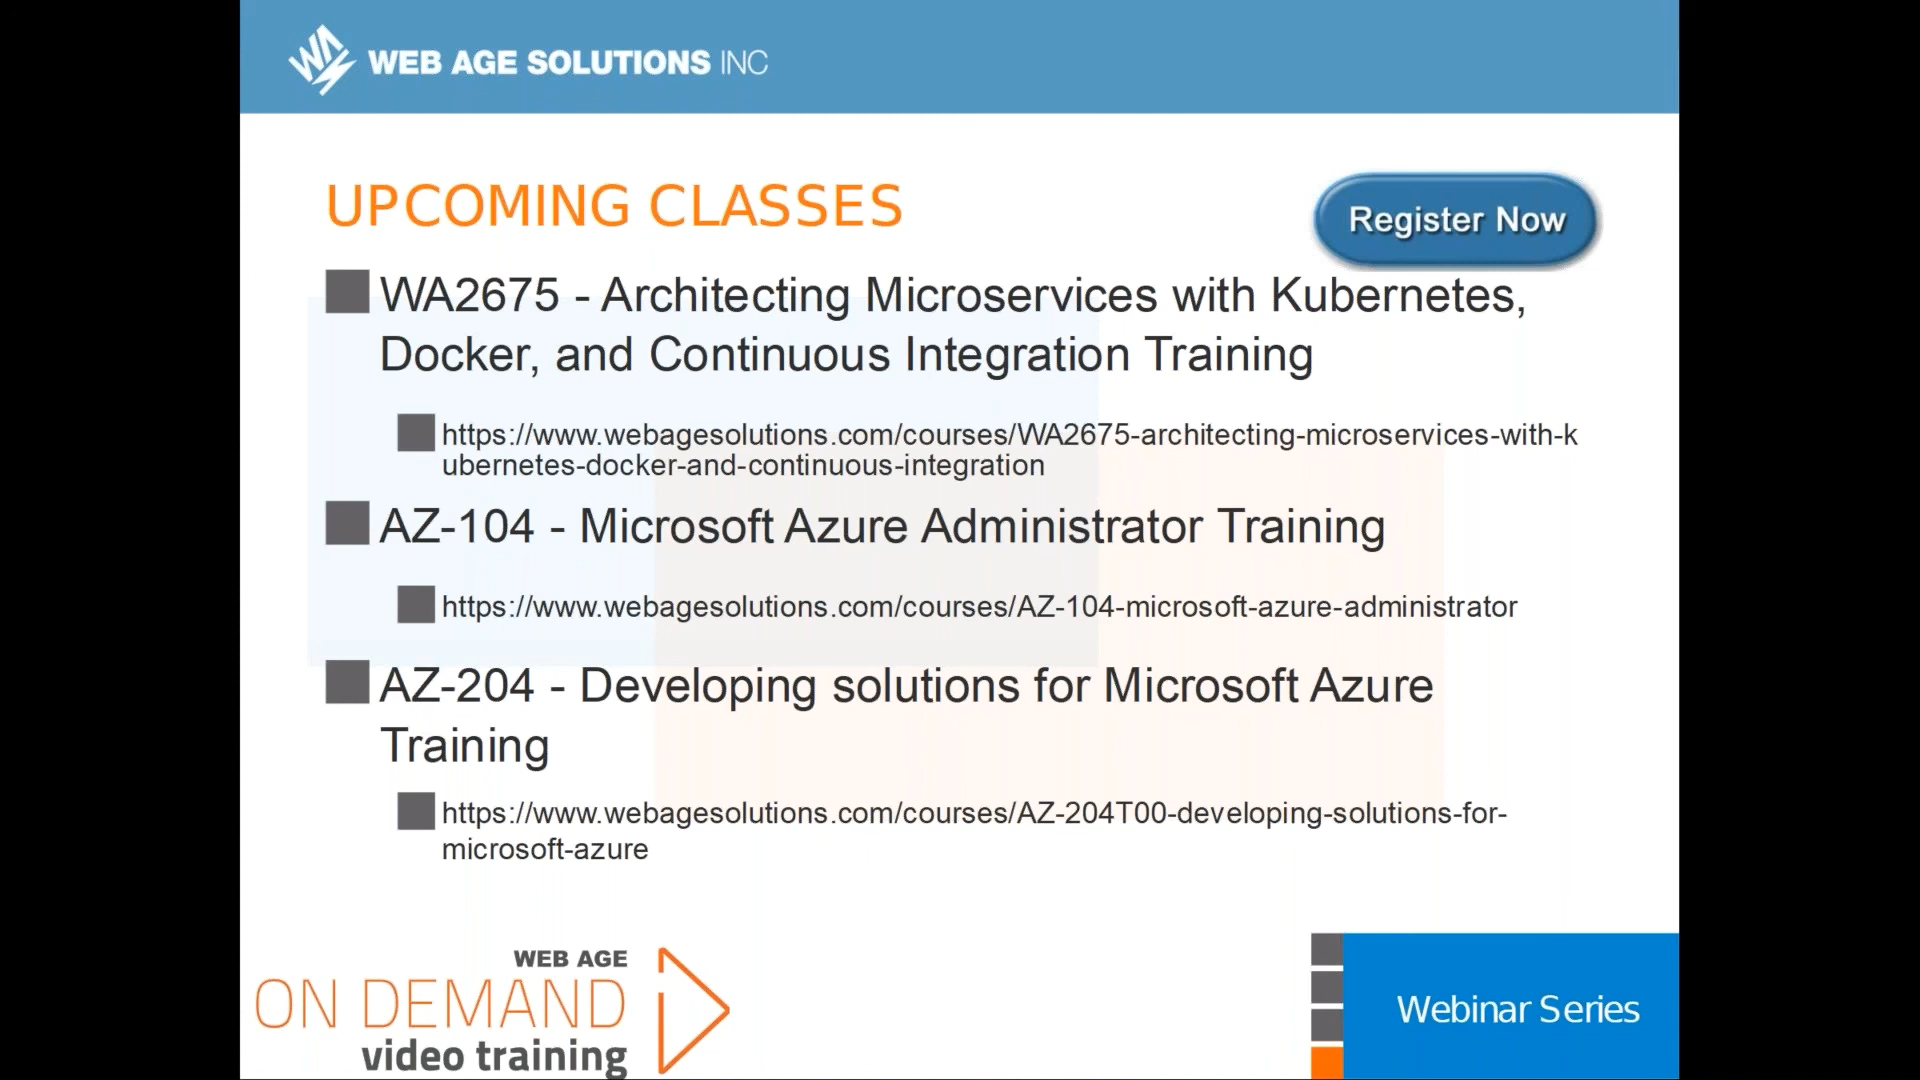 WEB AGE SOLUTIONS INC
UPCOMING CLASSES
Register Now
WA2675 - Architecting Microservices with Kubernetes,
Docker, and Continuous Integration Training
https://www.webagesolutions.com/courses/WA2675-architecting-microservices-with-k
ubernetes-docker-and-continuous-integration
AZ-104 - Microsoft Azure Administrator Training
https://www.webagesolutions.com/courses/AZ-104-microsoft-azure-administrator
AZ-204 - Developing solutions for Microsoft Azure
Training
https://www.webagesolutions.com/courses/AZ-204T00-developing-solutions-for-
microsoft-azure
WEB AGE
ON DEMAND
video training
Webinar Series